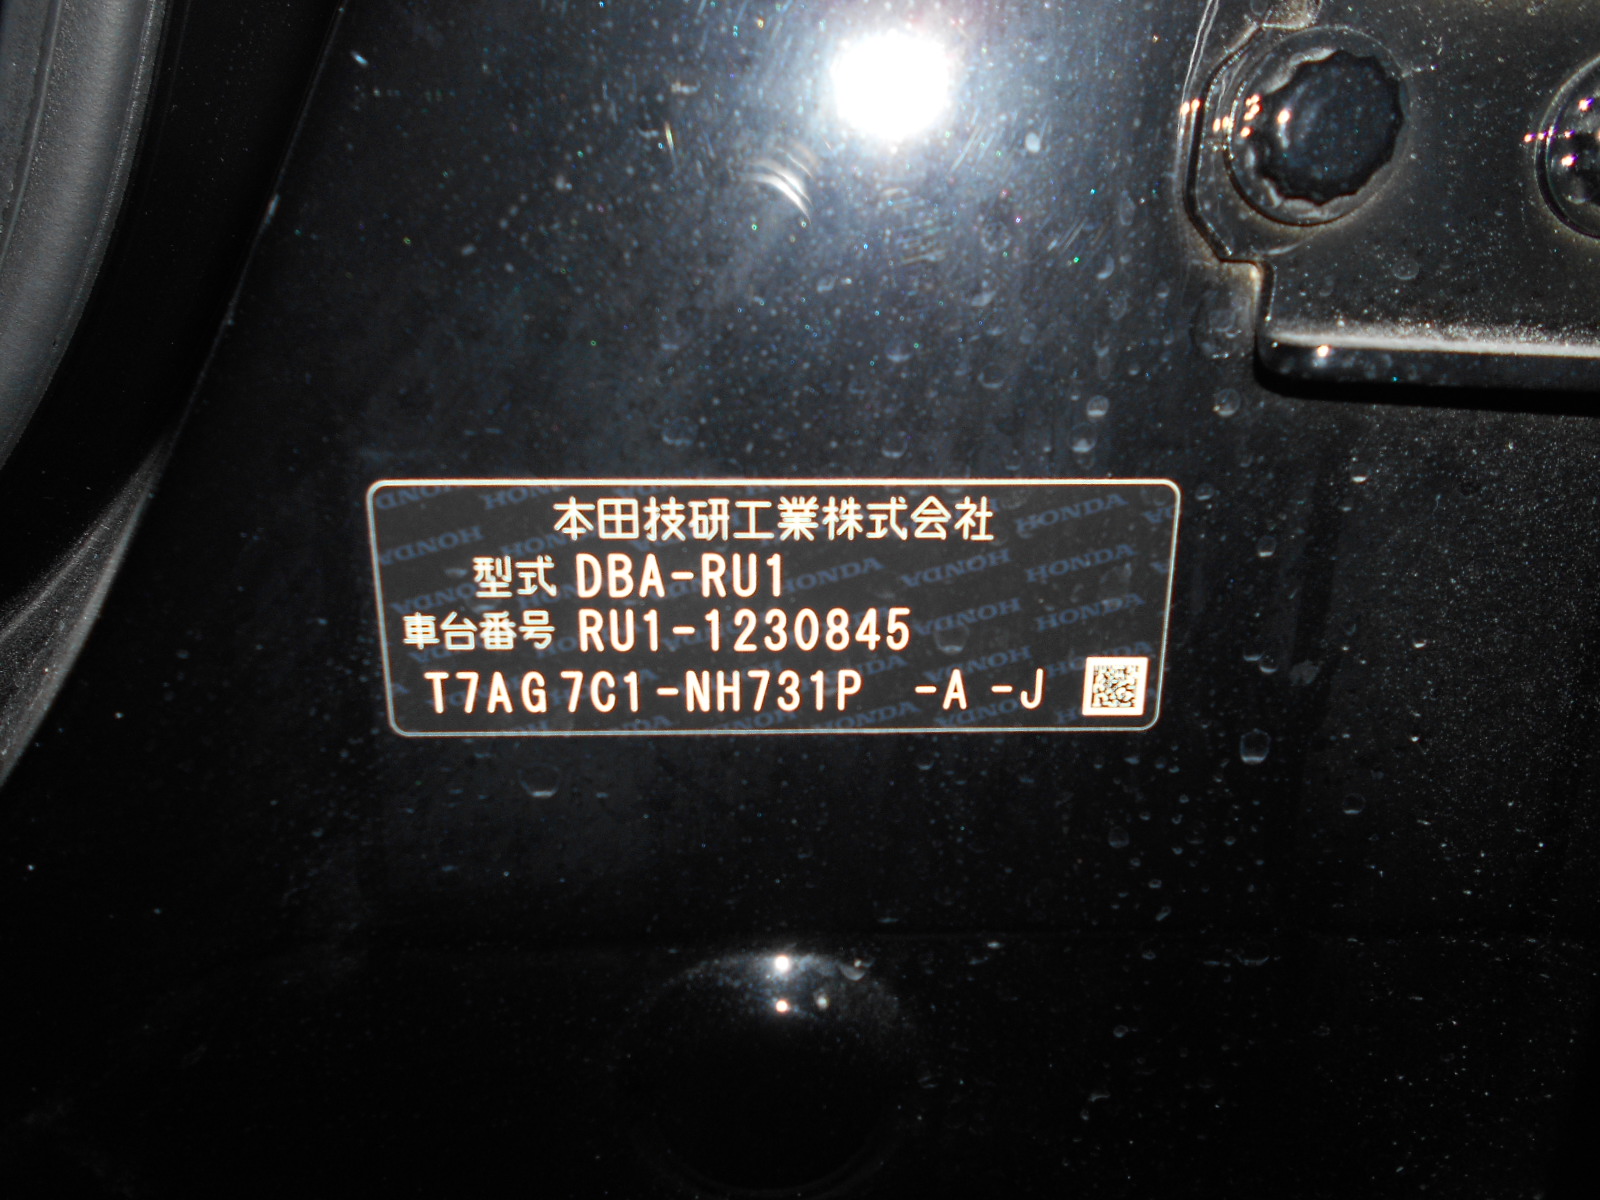 本田技研工業株式会社
型式 DBA-RU1
車台番号 RU1-1230845
T7AG7C1-NH731P -A -J